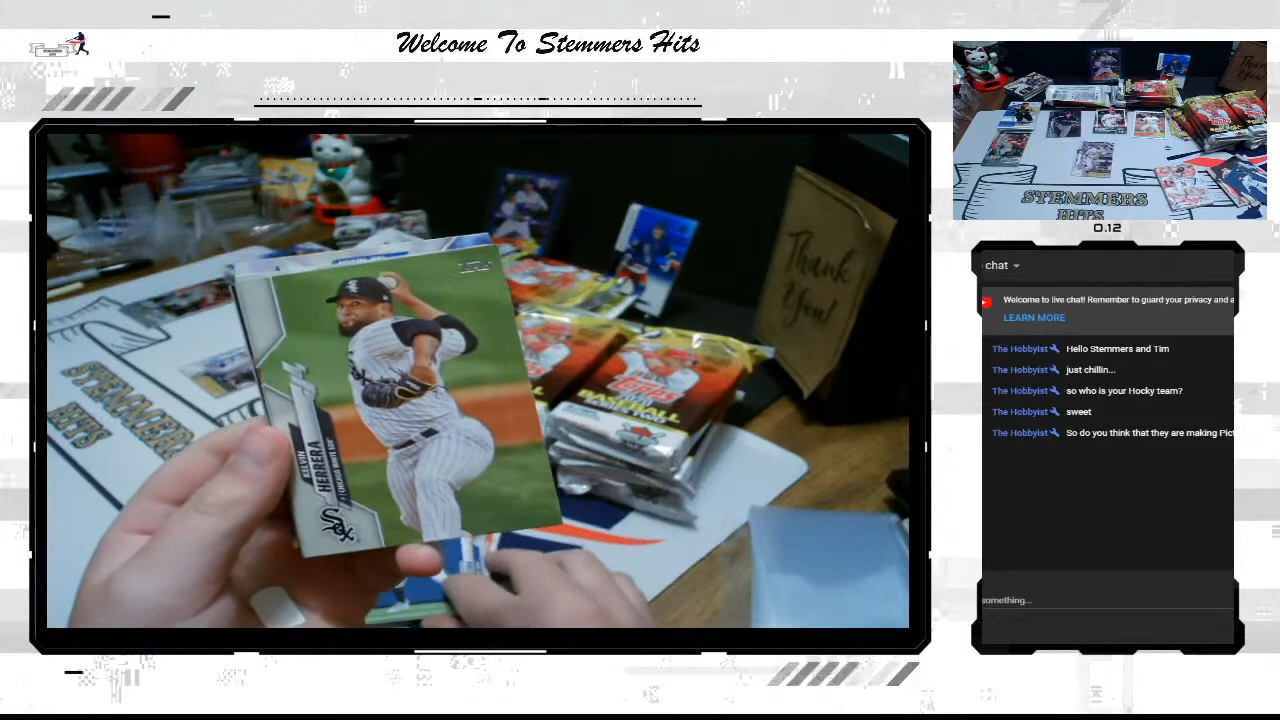 Welcome To Stemmers Hits
STEMMERS
HITS
0.12
chat
Welcome to live chat! Remember to guard your privacy and a
LEARN MORE
The Hobbyist Hello Stemmers and Tim
The Hobbyist just chillin...
The Hobbyist so who is your Hocky team?
The Hobbyist sweet
The Hobbyist So do you think that they are making Pict
something...
Thank
You!
Topps
BASEBALL
KELVIN
HERRERA
CHICAGO WHITE SOX
Sox
STEMMERS
HITS